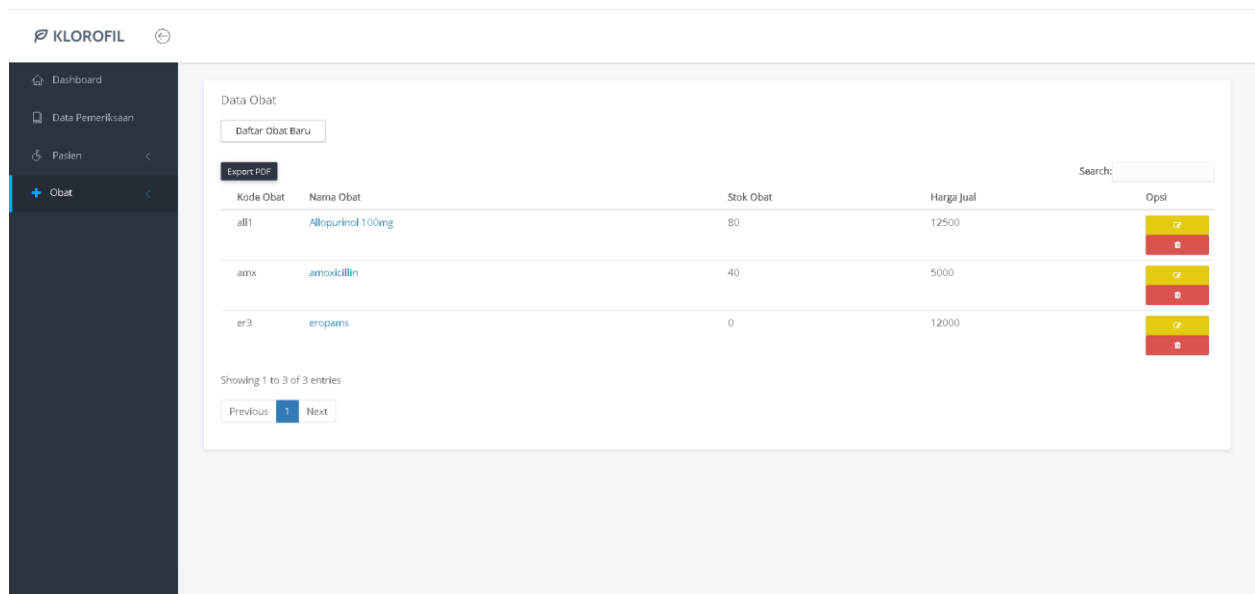 KLOROFIL
Dashboard
Data Pemeriksaan
Pasien
Obat
Data Obat
Daftar Obat Baru
Export PDF
Search:
Kode Obat Nama Obat Stok Obat Harga Jual Opsi
all1 Allopurinol 100mg 80 12500
amx amoxicillin 40 5000
er3 eropams 0 12000
Showing 1 to 3 of 3 entries
Previous 1 Next